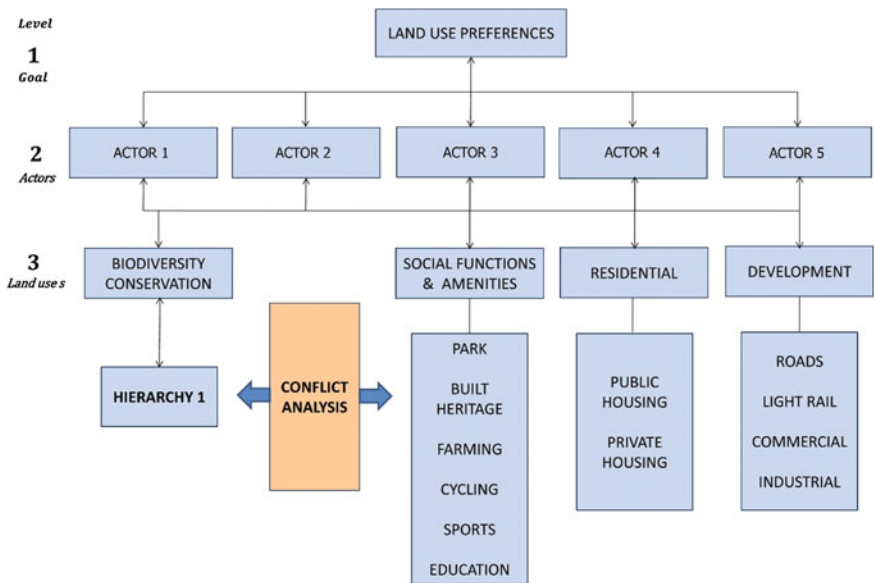 Level
1
Goal
LAND USE PREFERENCES
2
Actors
ACTOR 1
ACTOR 2
ACTOR 3
ACTOR 4
ACTOR 5
3
Land uses
BIODIVERSITY
CONSERVATION
SOCIAL FUNCTIONS
& AMENITIES
RESIDENTIAL
DEVELOPMENT
HIERARCHY 1
CONFLICT
ANALYSIS
PARK
BUILT
HERITAGE
FARMING
CYCLING
SPORTS
EDUCATION
PUBLIC
HOUSING
PRIVATE
HOUSING
ROADS
LIGHT RAIL
COMMERCIAL
INDUSTRIAL